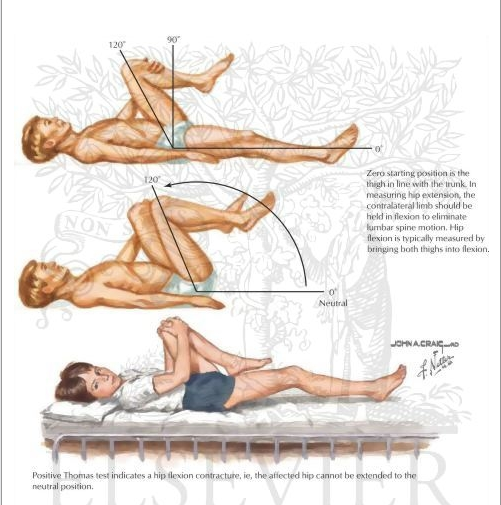 120°
90°
0°
Zero starting position is the
thigh in line with the trunk. In
measuring hip extension, the
contralateral limb should be
held in flexion to eliminate
lumbar spine motion. Hip
flexion is typically measured by
bringing both thighs into flexion.
120°
0°
Neutral
JOHN A. CRAIG—MD
F. Netter
Positive Thomas test indicates a hip flexion contracture, ie, the affected hip cannot be extended to the
neutral position.
ELSEVIER